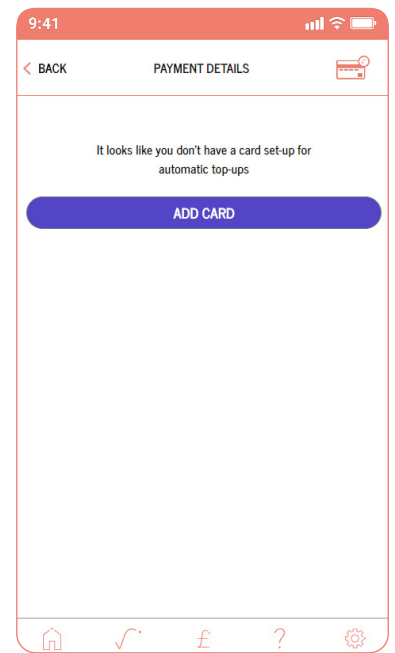 9:41
BACK
PAYMENT DETAILS
It looks like you don't have a card set-up for
automatic top-ups
ADD CARD
£
?